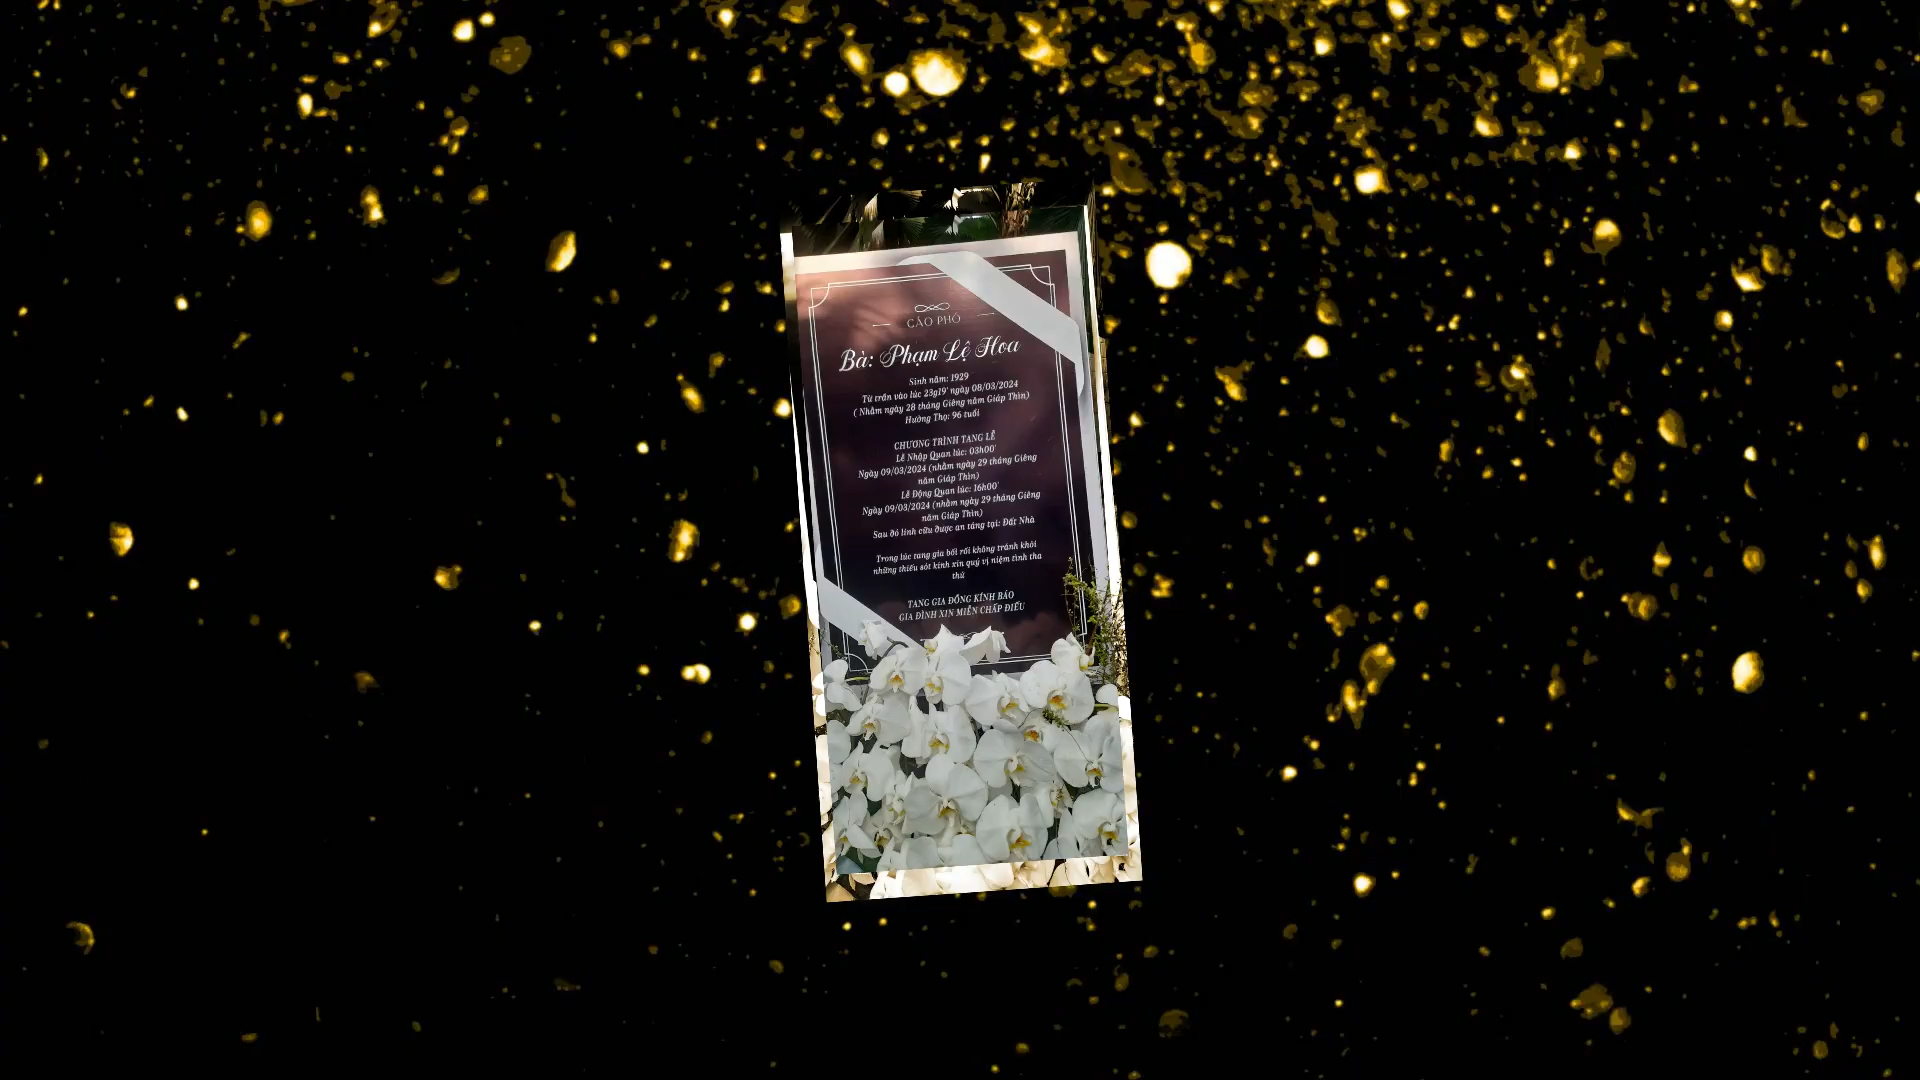 CÁO PHÓ
Bà: Phạm Lệ Hoa
Sinh năm: 1929
Từ trần vào lúc 23g19' ngày 08/03/2024
( Nhằm ngày 28 tháng Giêng năm Giáp Thìn)
Hưởng Thọ: 96 tuổi
CHƯƠNG TRÌNH TANG LỄ
Lễ Nhập Quan lúc: 03h00'
Ngày 09/03/2024 (nhằm ngày 29 tháng Giêng
năm Giáp Thìn)
Lễ Động Quan lúc: 16h00'
Ngày 09/03/2024 (nhằm ngày 29 tháng Giêng
năm Giáp Thìn)
Sau đó linh cữu được an táng tại: Đất Nhà
Trong lúc tang gia bối rối không tránh khỏi
những thiếu sót kính xin quý vị niệm tình tha
thứ
TANG GIA ĐỒNG KÍNH BÁO
GIA ĐÌNH XIN MIỄN CHẤP ĐIẾU